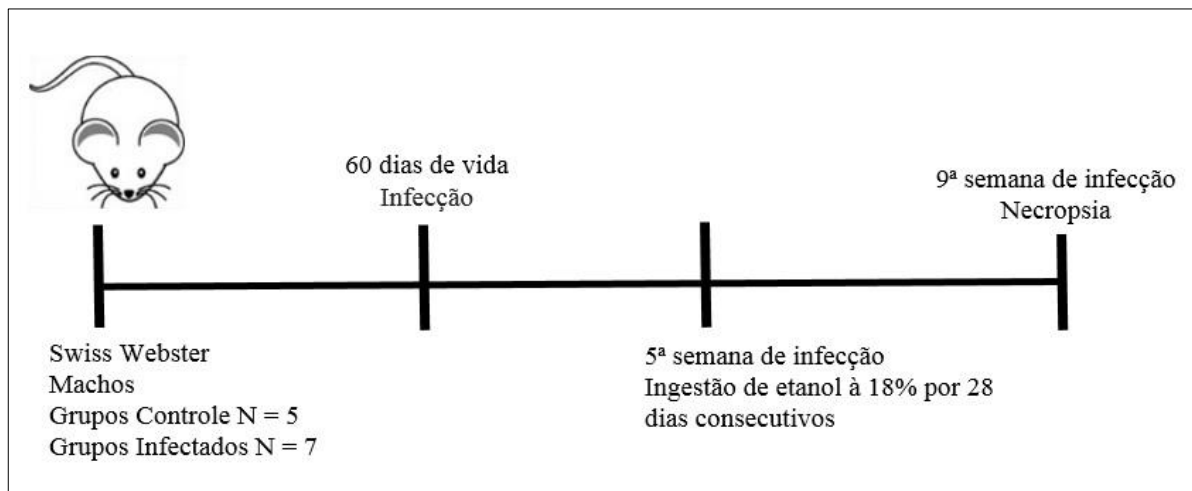 60 dias de vida
Infecção
9ª semana de infecção
Necropsia
Swiss Webster
Machos
Grupos Controle N = 5
Grupos Infectados N = 7
5ª semana de infecção
Ingestão de etanol à 18% por 28
dias consecutivos